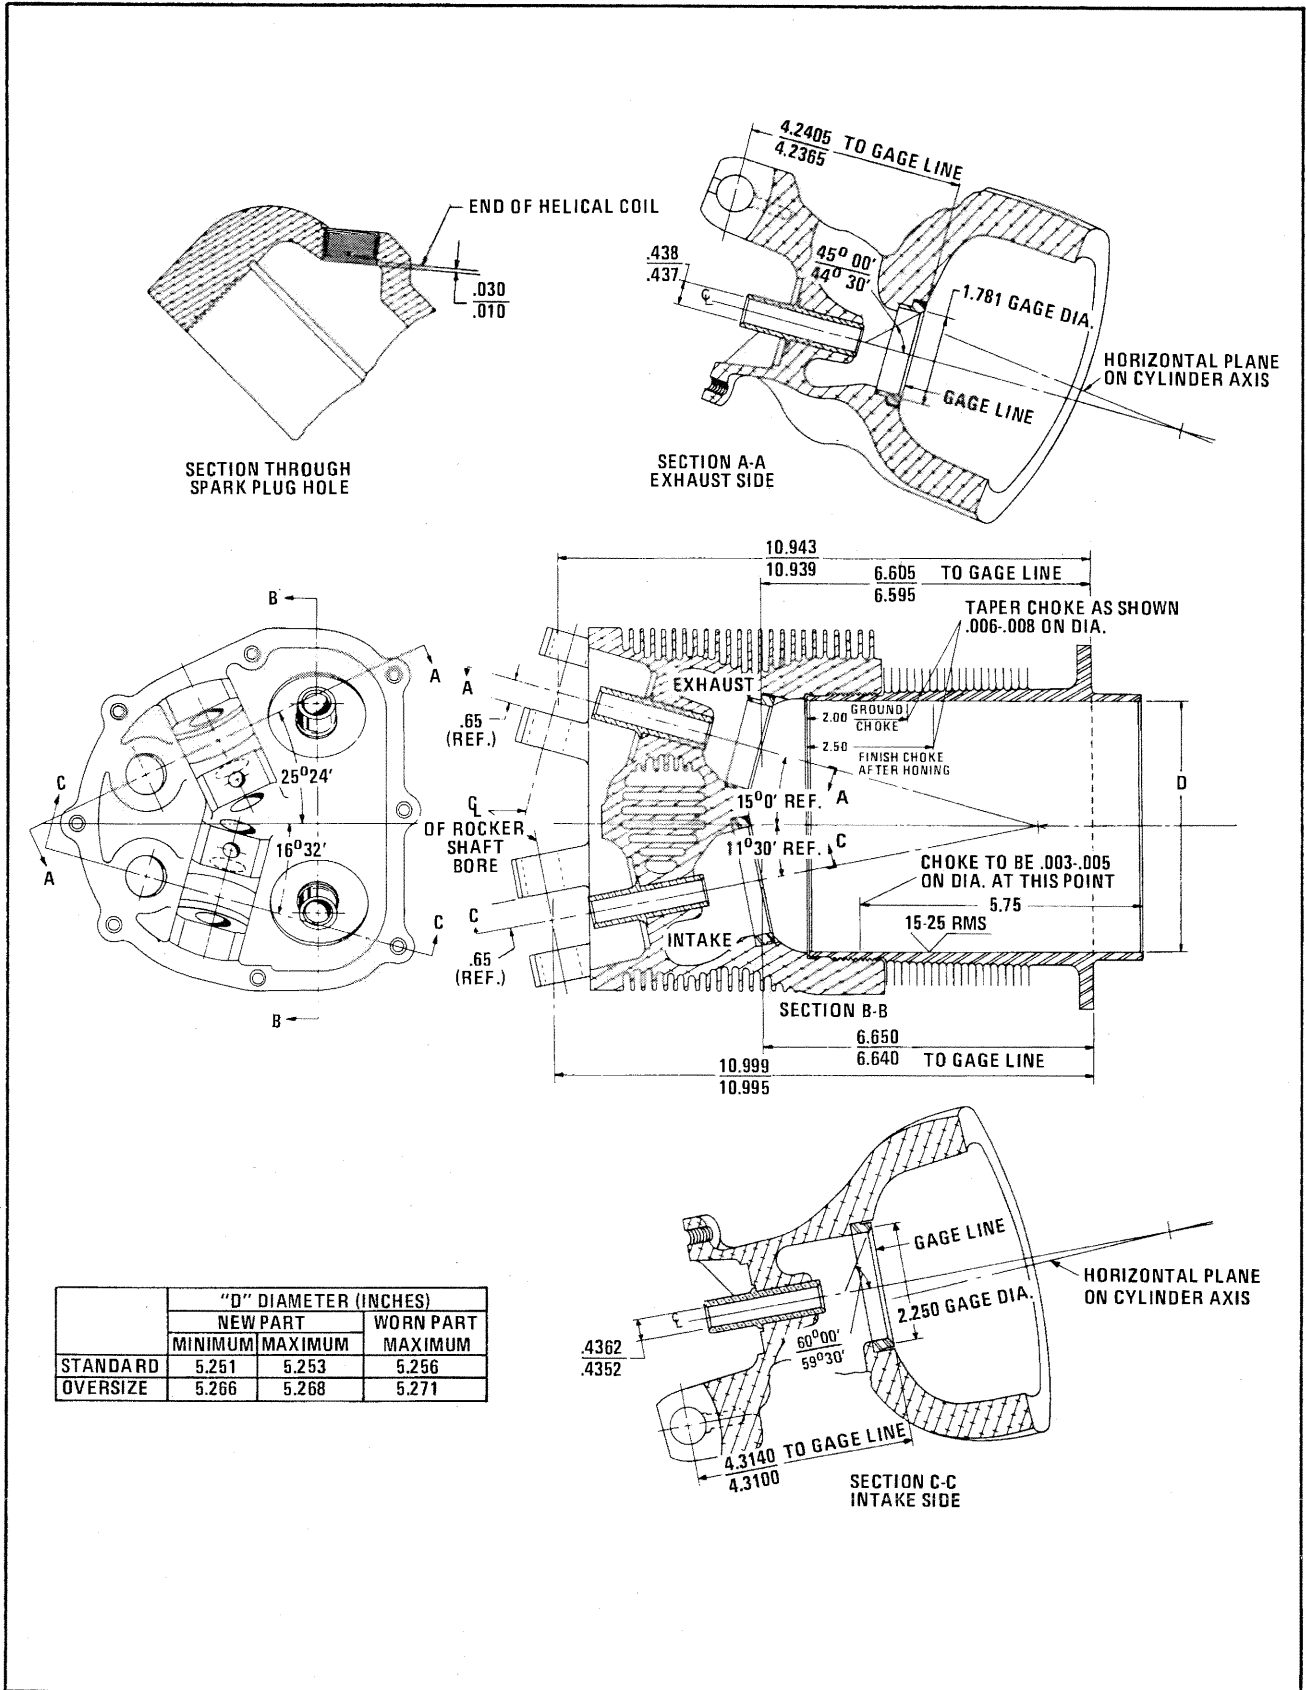 END OF HELICAL COIL
.030
.010
SECTION THROUGH
SPARK PLUG HOLE
4.2405
4.2365
TO GAGE LINE
.438
.437
℄
45° 00'
44° 30'
1.781 GAGE DIA.
HORIZONTAL PLANE
ON CYLINDER AXIS
GAGE LINE
SECTION A-A
EXHAUST SIDE
B
A
C
25°24'
16°32'
A
C
B
10.943
10.939
6.605
6.595
TO GAGE LINE
TAPER CHOKE AS SHOWN
.006-.008 ON DIA.
A
.65
(REF.)
EXHAUST
2.00
GROUND
CHOKE
2.50
FINISH CHOKE
AFTER HONING
D
15°0' REF.
A
℄
OF ROCKER
SHAFT
BORE
11°30' REF.
C
CHOKE TO BE .003-.005
ON DIA. AT THIS POINT
5.75
15-25 RMS
C
.65
(REF.)
INTAKE
SECTION B-B
6.650
6.640
TO GAGE LINE
10.999
10.995
GAGE LINE
HORIZONTAL PLANE
ON CYLINDER AXIS
2.250 GAGE DIA.
℄
.4362
.4352
60°00'
59°30'
4.3140
4.3100
TO GAGE LINE
SECTION C-C
INTAKE SIDE
"D" DIAMETER (INCHES)
NEW PART WORN PART
MINIMUM MAXIMUM MAXIMUM
STANDARD 5.251 5.253 5.256
OVERSIZE 5.266 5.268 5.271